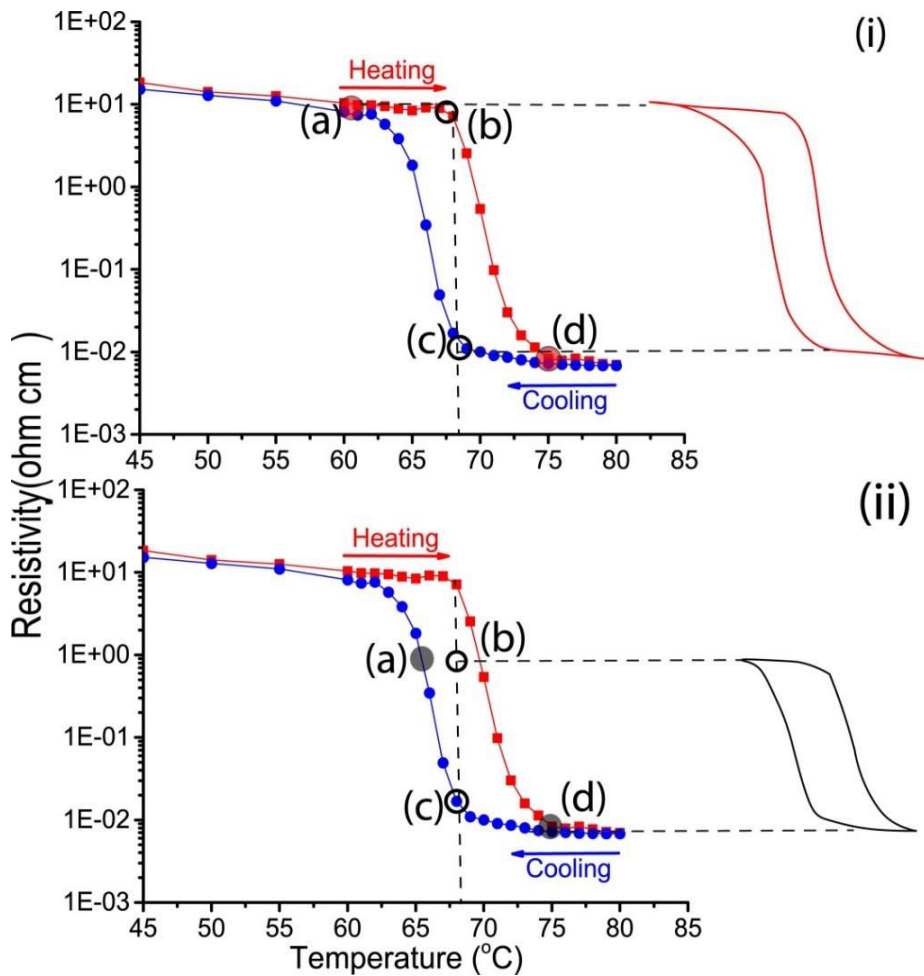 (i)
1E+02
Heating
1E+01
(a)
(b)
1E+00
1E-01
(c)
(d)
1E-02
Cooling
1E-03
45 50 55 60 65 70 75 80 85
Resistivity(ohm cm)
(ii)
1E+02
Heating
1E+01
(a)
(b)
1E+00
1E-01
(c)
(d)
1E-02
Cooling
1E-03
45 50 55 60 65 70 75 80 85
Temperature (°C)